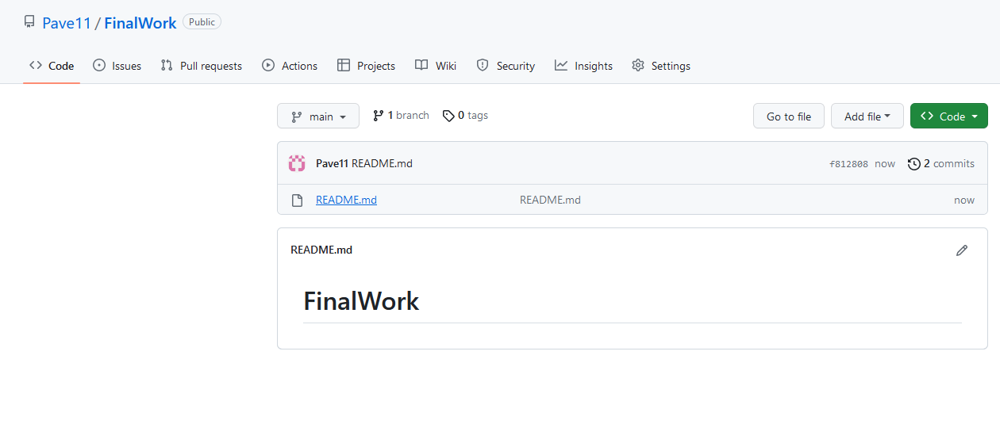 Pave11 / FinalWork Public
Code Issues Pull requests Actions Projects Wiki Security Insights Settings
main 1 branch 0 tags Go to file Add file Code
Pave11 README.md f812808 now 2 commits
README.md README.md now
README.md
FinalWork